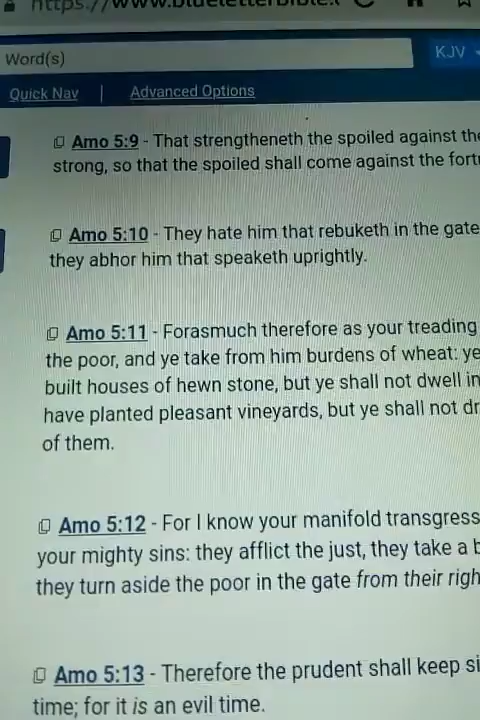 https://www.blueletterbible.
Word(s)
KJV
Quick Nav | Advanced Options
Amo 5:9 - That strengtheneth the spoiled against the
strong, so that the spoiled shall come against the fort
Amo 5:10 - They hate him that rebuketh in the gate
they abhor him that speaketh uprightly.
Amo 5:11 - Forasmuch therefore as your treading
the poor, and ye take from him burdens of wheat: ye
built houses of hewn stone, but ye shall not dwell in
have planted pleasant vineyards, but ye shall not dr
of them.
Amo 5:12 - For I know your manifold transgress
your mighty sins: they afflict the just, they take a b
they turn aside the poor in the gate from their righ
Amo 5:13 - Therefore the prudent shall keep si
time; for it is an evil time.